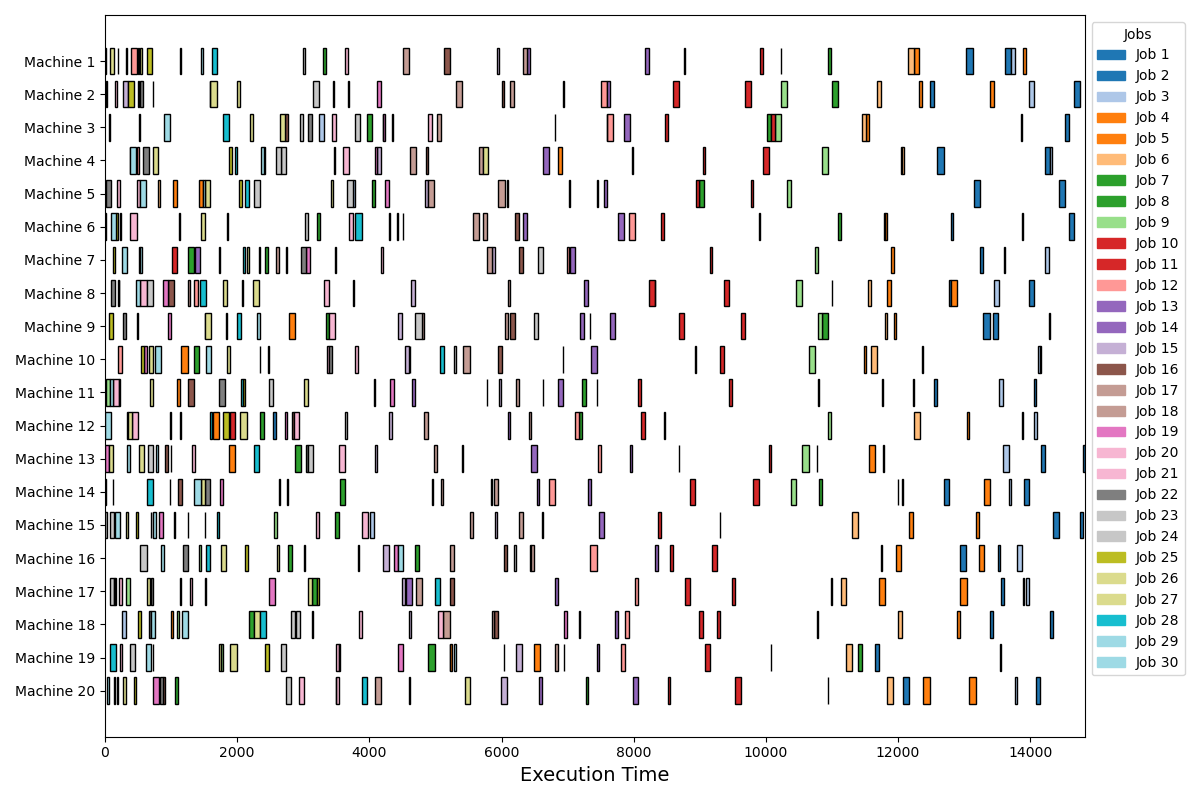 Machine 1
Machine 2
Machine 3
Machine 4
Machine 5
Machine 6
Machine 7
Machine 8
Machine 9
Machine 10
Machine 11
Machine 12
Machine 13
Machine 14
Machine 15
Machine 16
Machine 17
Machine 18
Machine 19
Machine 20
0 2000 4000 6000 8000 10000 12000 14000
Execution Time
Jobs
Job 1
Job 2
Job 3
Job 4
Job 5
Job 6
Job 7
Job 8
Job 9
Job 10
Job 11
Job 12
Job 13
Job 14
Job 15
Job 16
Job 17
Job 18
Job 19
Job 20
Job 21
Job 22
Job 23
Job 24
Job 25
Job 26
Job 27
Job 28
Job 29
Job 30